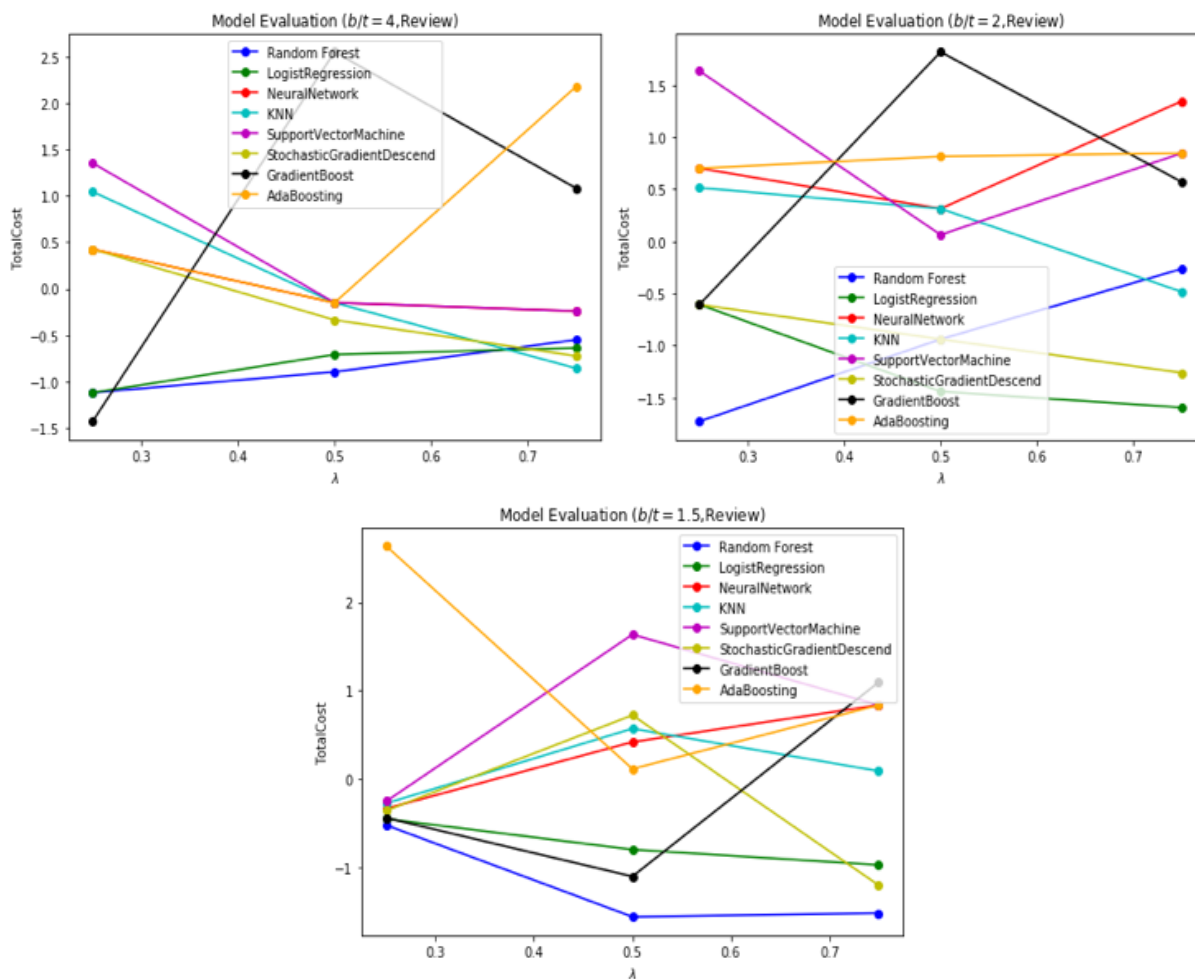 Model Evaluation (b/t = 4,Review)
Random Forest
LogistRegression
NeuralNetwork
KNN
SupportVectorMachine
StochasticGradientDescend
GradientBoost
AdaBoosting
TotalCost
2.5
2.0
1.5
1.0
0.5
0.0
−0.5
−1.0
−1.5
0.3 0.4 0.5 0.6 0.7
λ
Model Evaluation (b/t = 2,Review)
TotalCost
1.5
1.0
0.5
0.0
−0.5
−1.0
−1.5
Random Forest
LogistRegression
NeuralNetwork
KNN
SupportVectorMachine
StochasticGradientDescend
GradientBoost
AdaBoosting
0.3 0.4 0.5 0.6 0.7
λ
Model Evaluation (b/t = 1.5,Review)
Random Forest
LogistRegression
NeuralNetwork
KNN
SupportVectorMachine
StochasticGradientDescend
GradientBoost
AdaBoosting
TotalCost
2
1
0
−1
0.3 0.4 0.5 0.6 0.7
λ